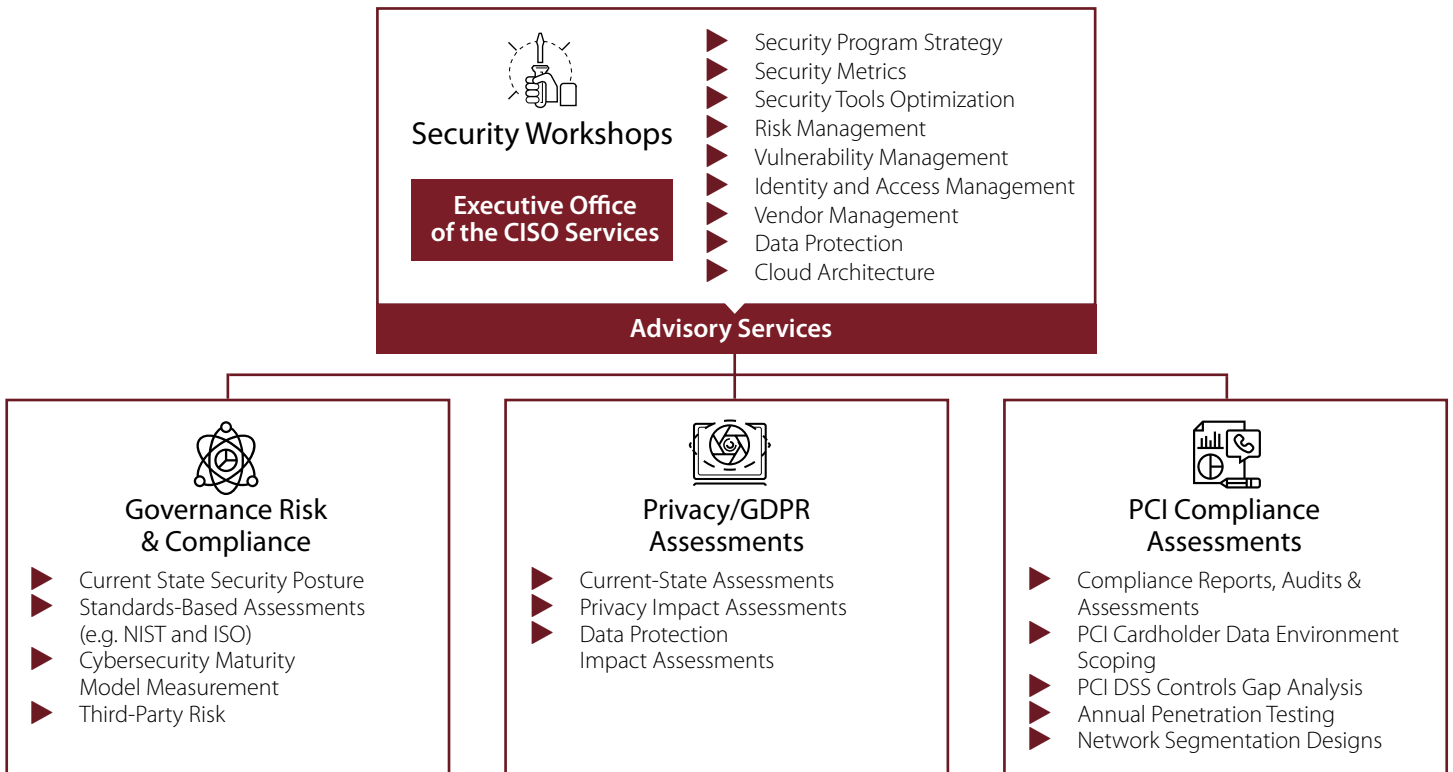 Security Workshops
Executive Office
of the CISO Services
Security Program Strategy
Security Metrics
Security Tools Optimization
Risk Management
Vulnerability Management
Identity and Access Management
Vendor Management
Data Protection
Cloud Architecture
Advisory Services
Governance Risk
& Compliance
Current State Security Posture
Standards-Based Assessments
(e.g. NIST and ISO)
Cybersecurity Maturity
Model Measurement
Third-Party Risk
Privacy/GDPR
Assessments
Current-State Assessments
Privacy Impact Assessments
Data Protection
Impact Assessments
PCI Compliance
Assessments
Compliance Reports, Audits &
Assessments
PCI Cardholder Data Environment
Scoping
PCI DSS Controls Gap Analysis
Annual Penetration Testing
Network Segmentation Designs